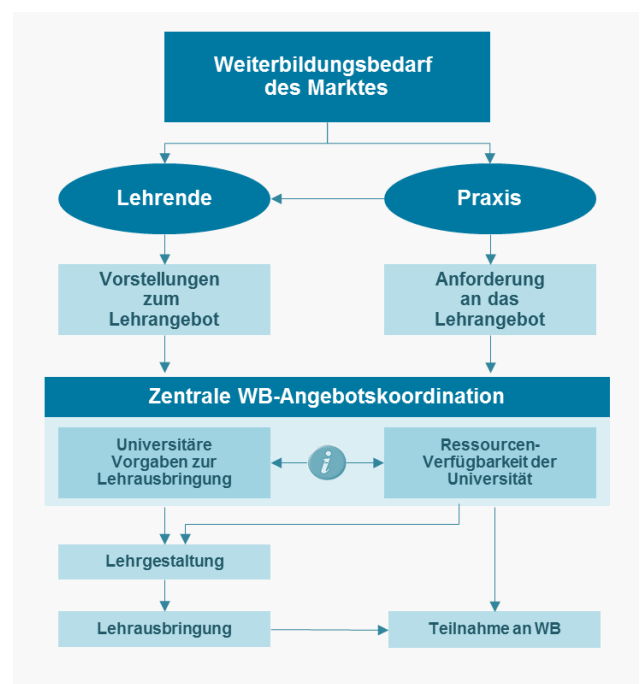 Weiterbildungsbedarf
des Marktes
Lehrende
Praxis
Vorstellungen
zum
Lehrangebot
Anforderung
an das
Lehrangebot
Zentrale WB-Angebotskoordination
Universitäre
Vorgaben zur
Lehrausbringung
i
Ressourcen-
Verfügbarkeit der
Universität
Lehrgestaltung
Lehrausbringung
Teilnahme an WB